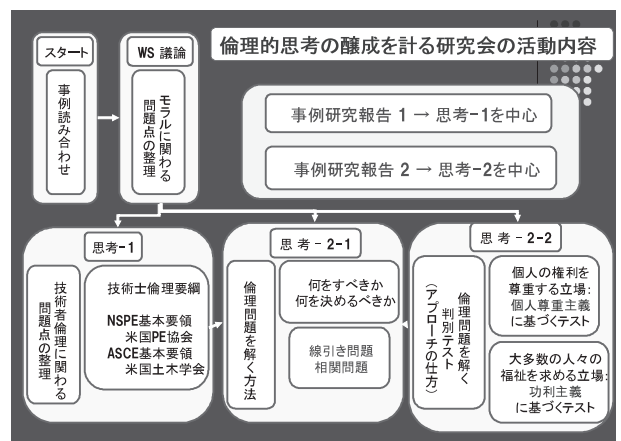 倫理的思考の醸成を計る研究会の活動内容
スタート
事例読み合わせ
WS 議論
モラルに関わる
問題点の整理
事例研究報告 1 → 思考-1を中心
事例研究報告 2 → 思考-2を中心
思考-1
技術者倫理に関わる
問題点の整理
技術士倫理要綱
NSPE基本要領
米国PE協会
ASCE基本要領
米国土木学会
思考 - 2-1
倫理問題を解く方法
何をすべきか
何を決めるべきか
線引き問題
相関問題
思考 - 2-2
倫理問題を解く
判別テスト
(アプローチの仕方)
個人の権利を
尊重する立場:
個人尊重主義
に基づくテスト
大多数の人々の
福祉を求める立場:
功利主義
に基づくテスト